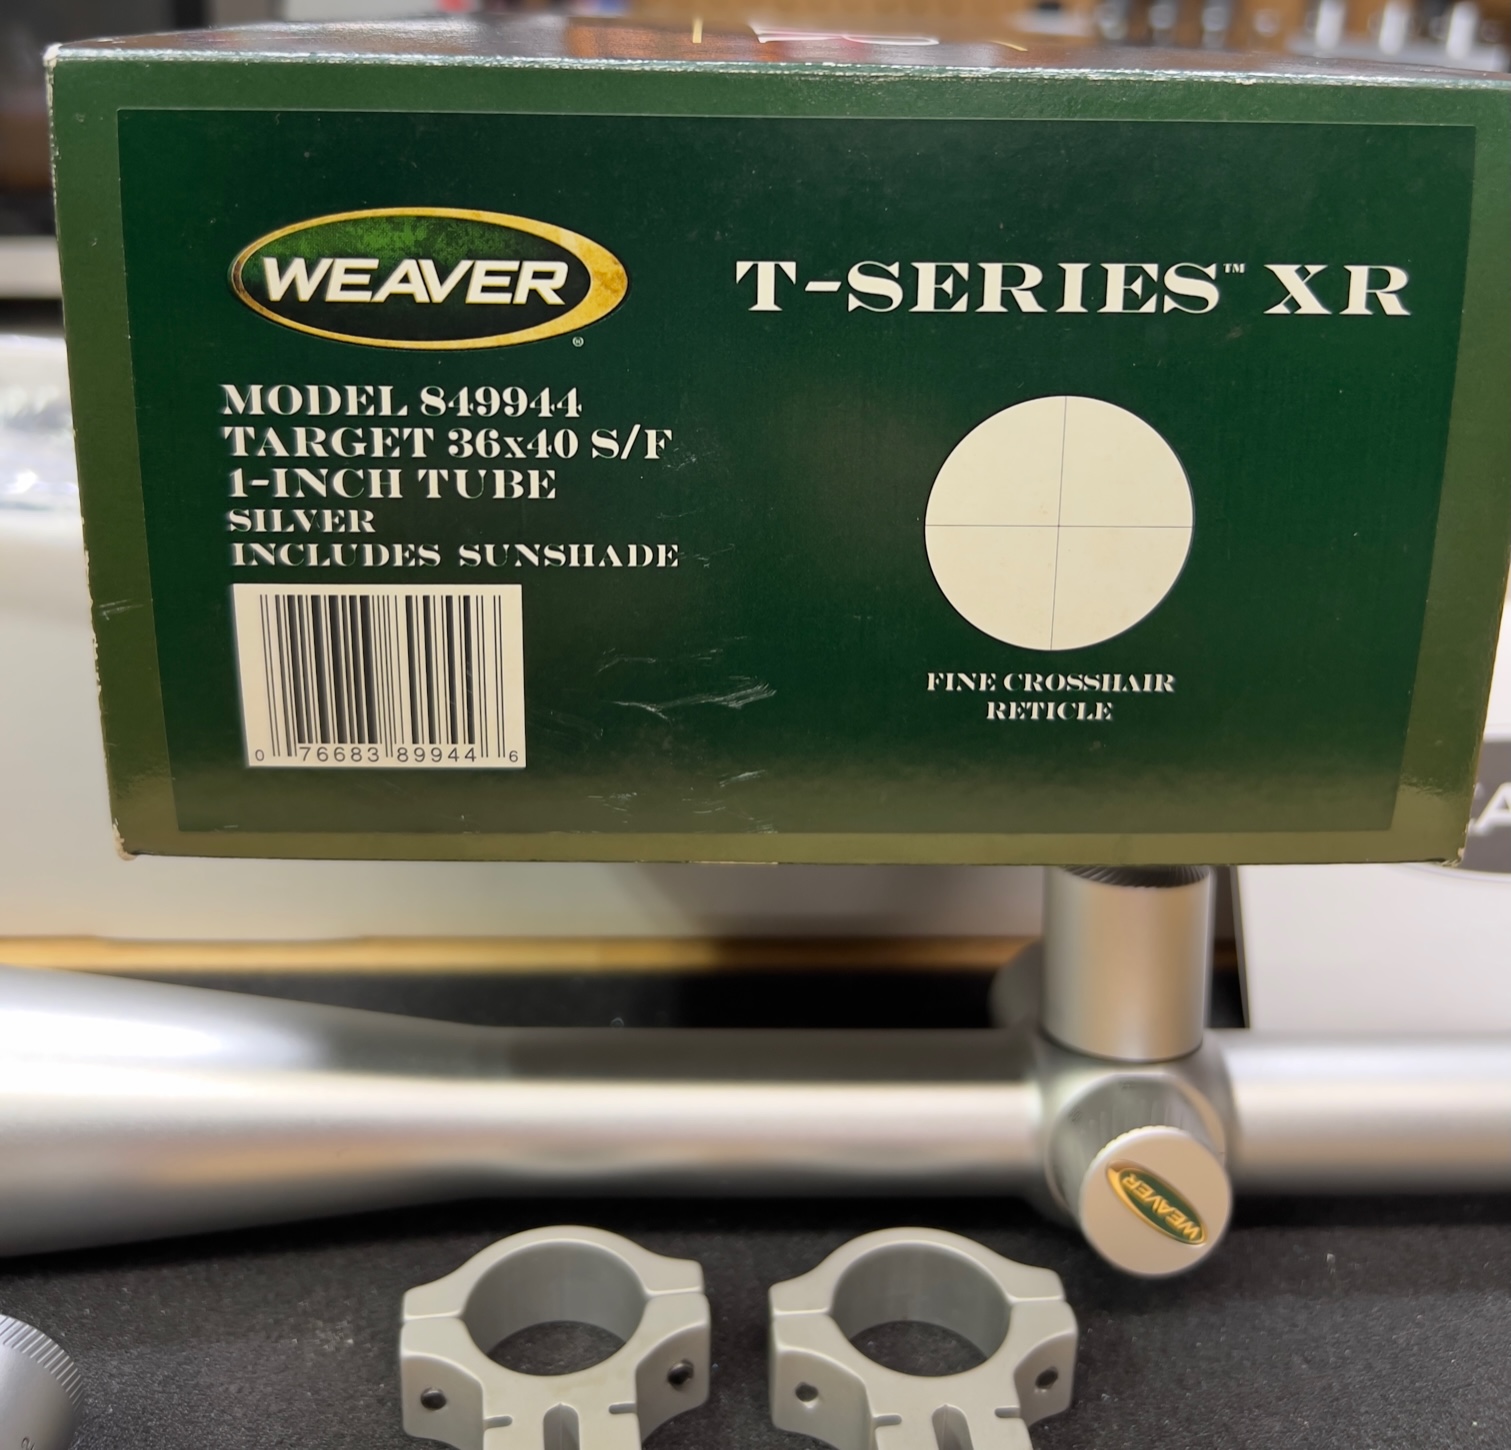 WEAVER
®
T-SERIES™ XR
MODEL 849944
TARGET 36x40 S/F
1-INCH TUBE
SILVER
INCLUDES SUNSHADE
0 76683 89944 6
FINE CROSSHAIR
RETICLE
WEAVER